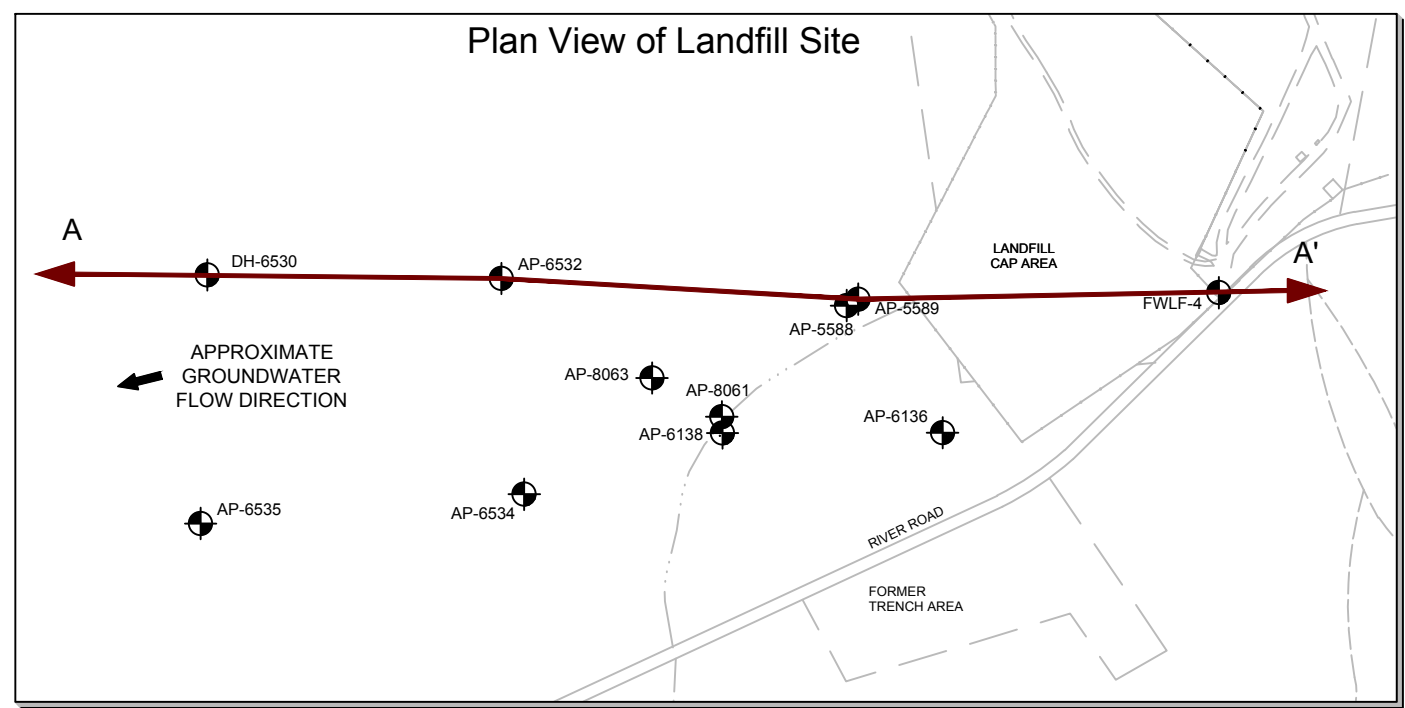 Plan View of Landfill Site
A
DH-6530
AP-6532
LANDFILL
CAP AREA
A'
FWLF-4
AP-5589
AP-5588
APPROXIMATE
GROUNDWATER
FLOW DIRECTION
AP-8063
AP-8061
AP-6138
AP-6136
AP-6535
AP-6534
RIVER ROAD
FORMER
TRENCH AREA